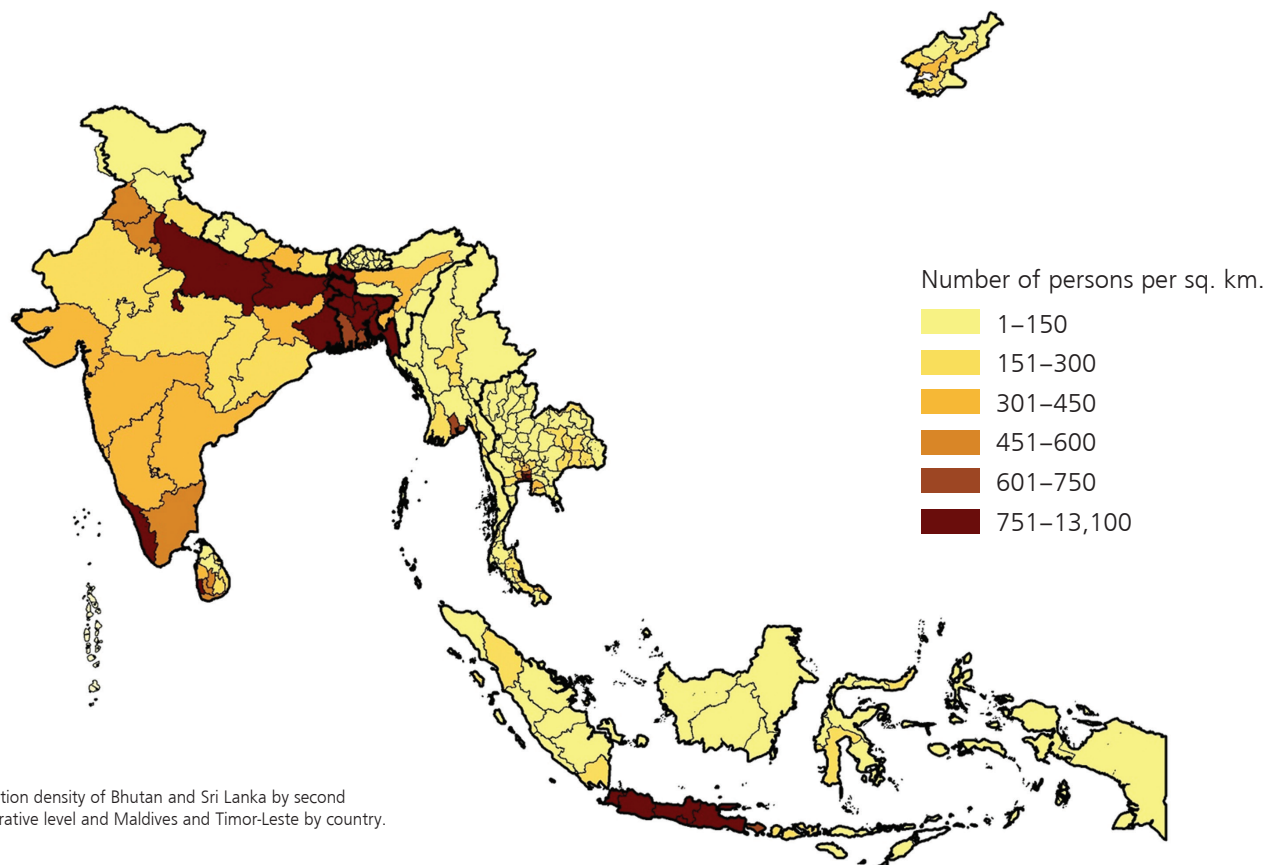 Number of persons per sq. km.
1–150
151–300
301–450
451–600
601–750
751–13,100
tion density of Bhutan and Sri Lanka by second
rative level and Maldives and Timor-Leste by country.